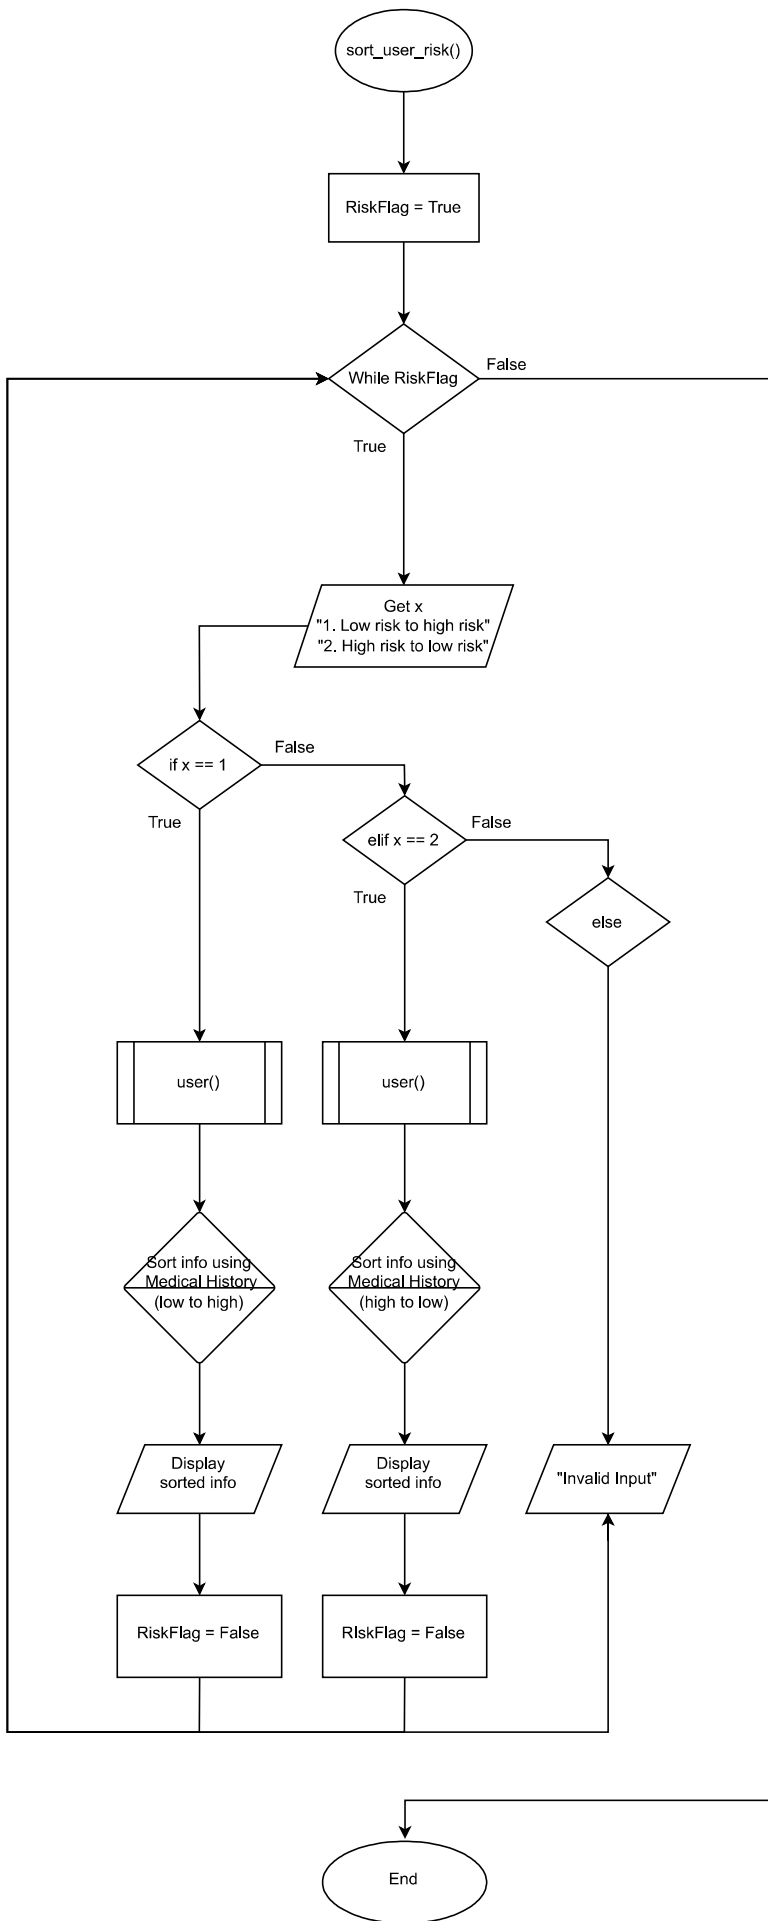 sort_user_risk()
RiskFlag = True
While RiskFlag
False
True
Get x
"1. Low risk to high risk"
"2. High risk to low risk"
if x == 1
False
True
elif x == 2
False
True
else
user()
user()
Sort info using
Medical History
(low to high)
Sort info using
Medical History
(high to low)
Display
sorted info
Display
sorted info
"Invalid Input"
RiskFlag = False
RIskFlag = False
End